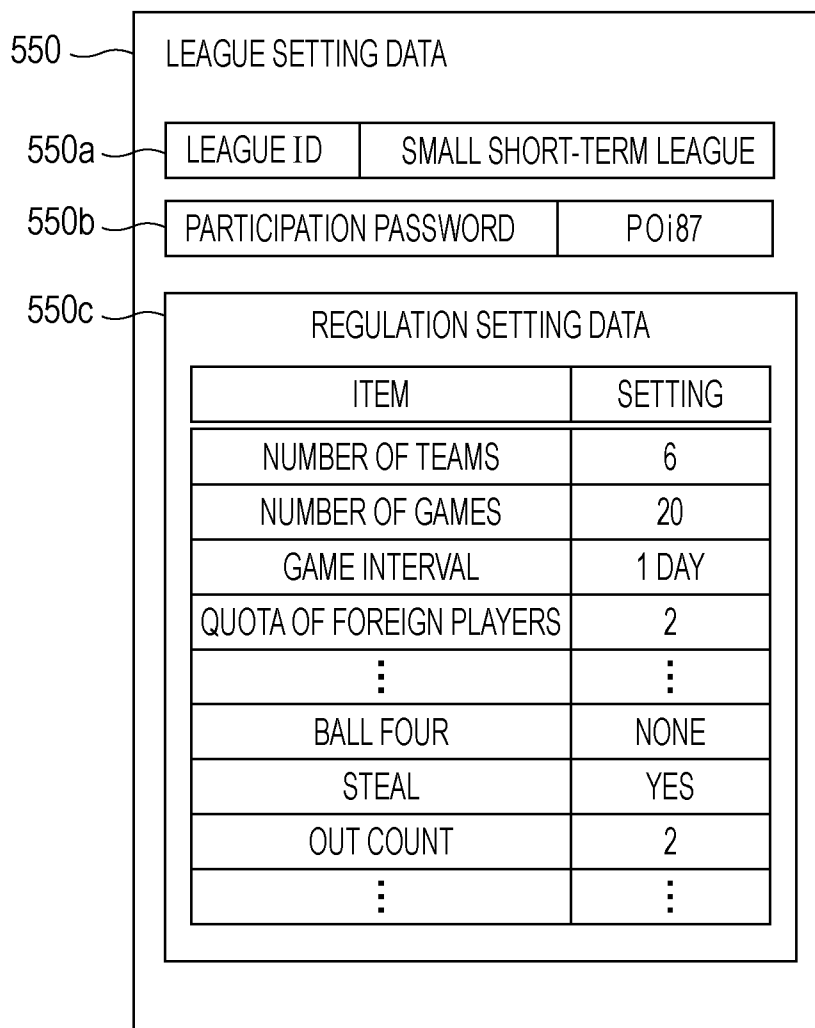 550 LEAGUE SETTING DATA
550a LEAGUE ID SMALL SHORT-TERM LEAGUE
550b PARTICIPATION PASSWORD POi87
550c REGULATION SETTING DATA
ITEM SETTING
NUMBER OF TEAMS 6
NUMBER OF GAMES 20
GAME INTERVAL 1 DAY
QUOTA OF FOREIGN PLAYERS 2
⋮ ⋮
BALL FOUR NONE
STEAL YES
OUT COUNT 2
⋮ ⋮